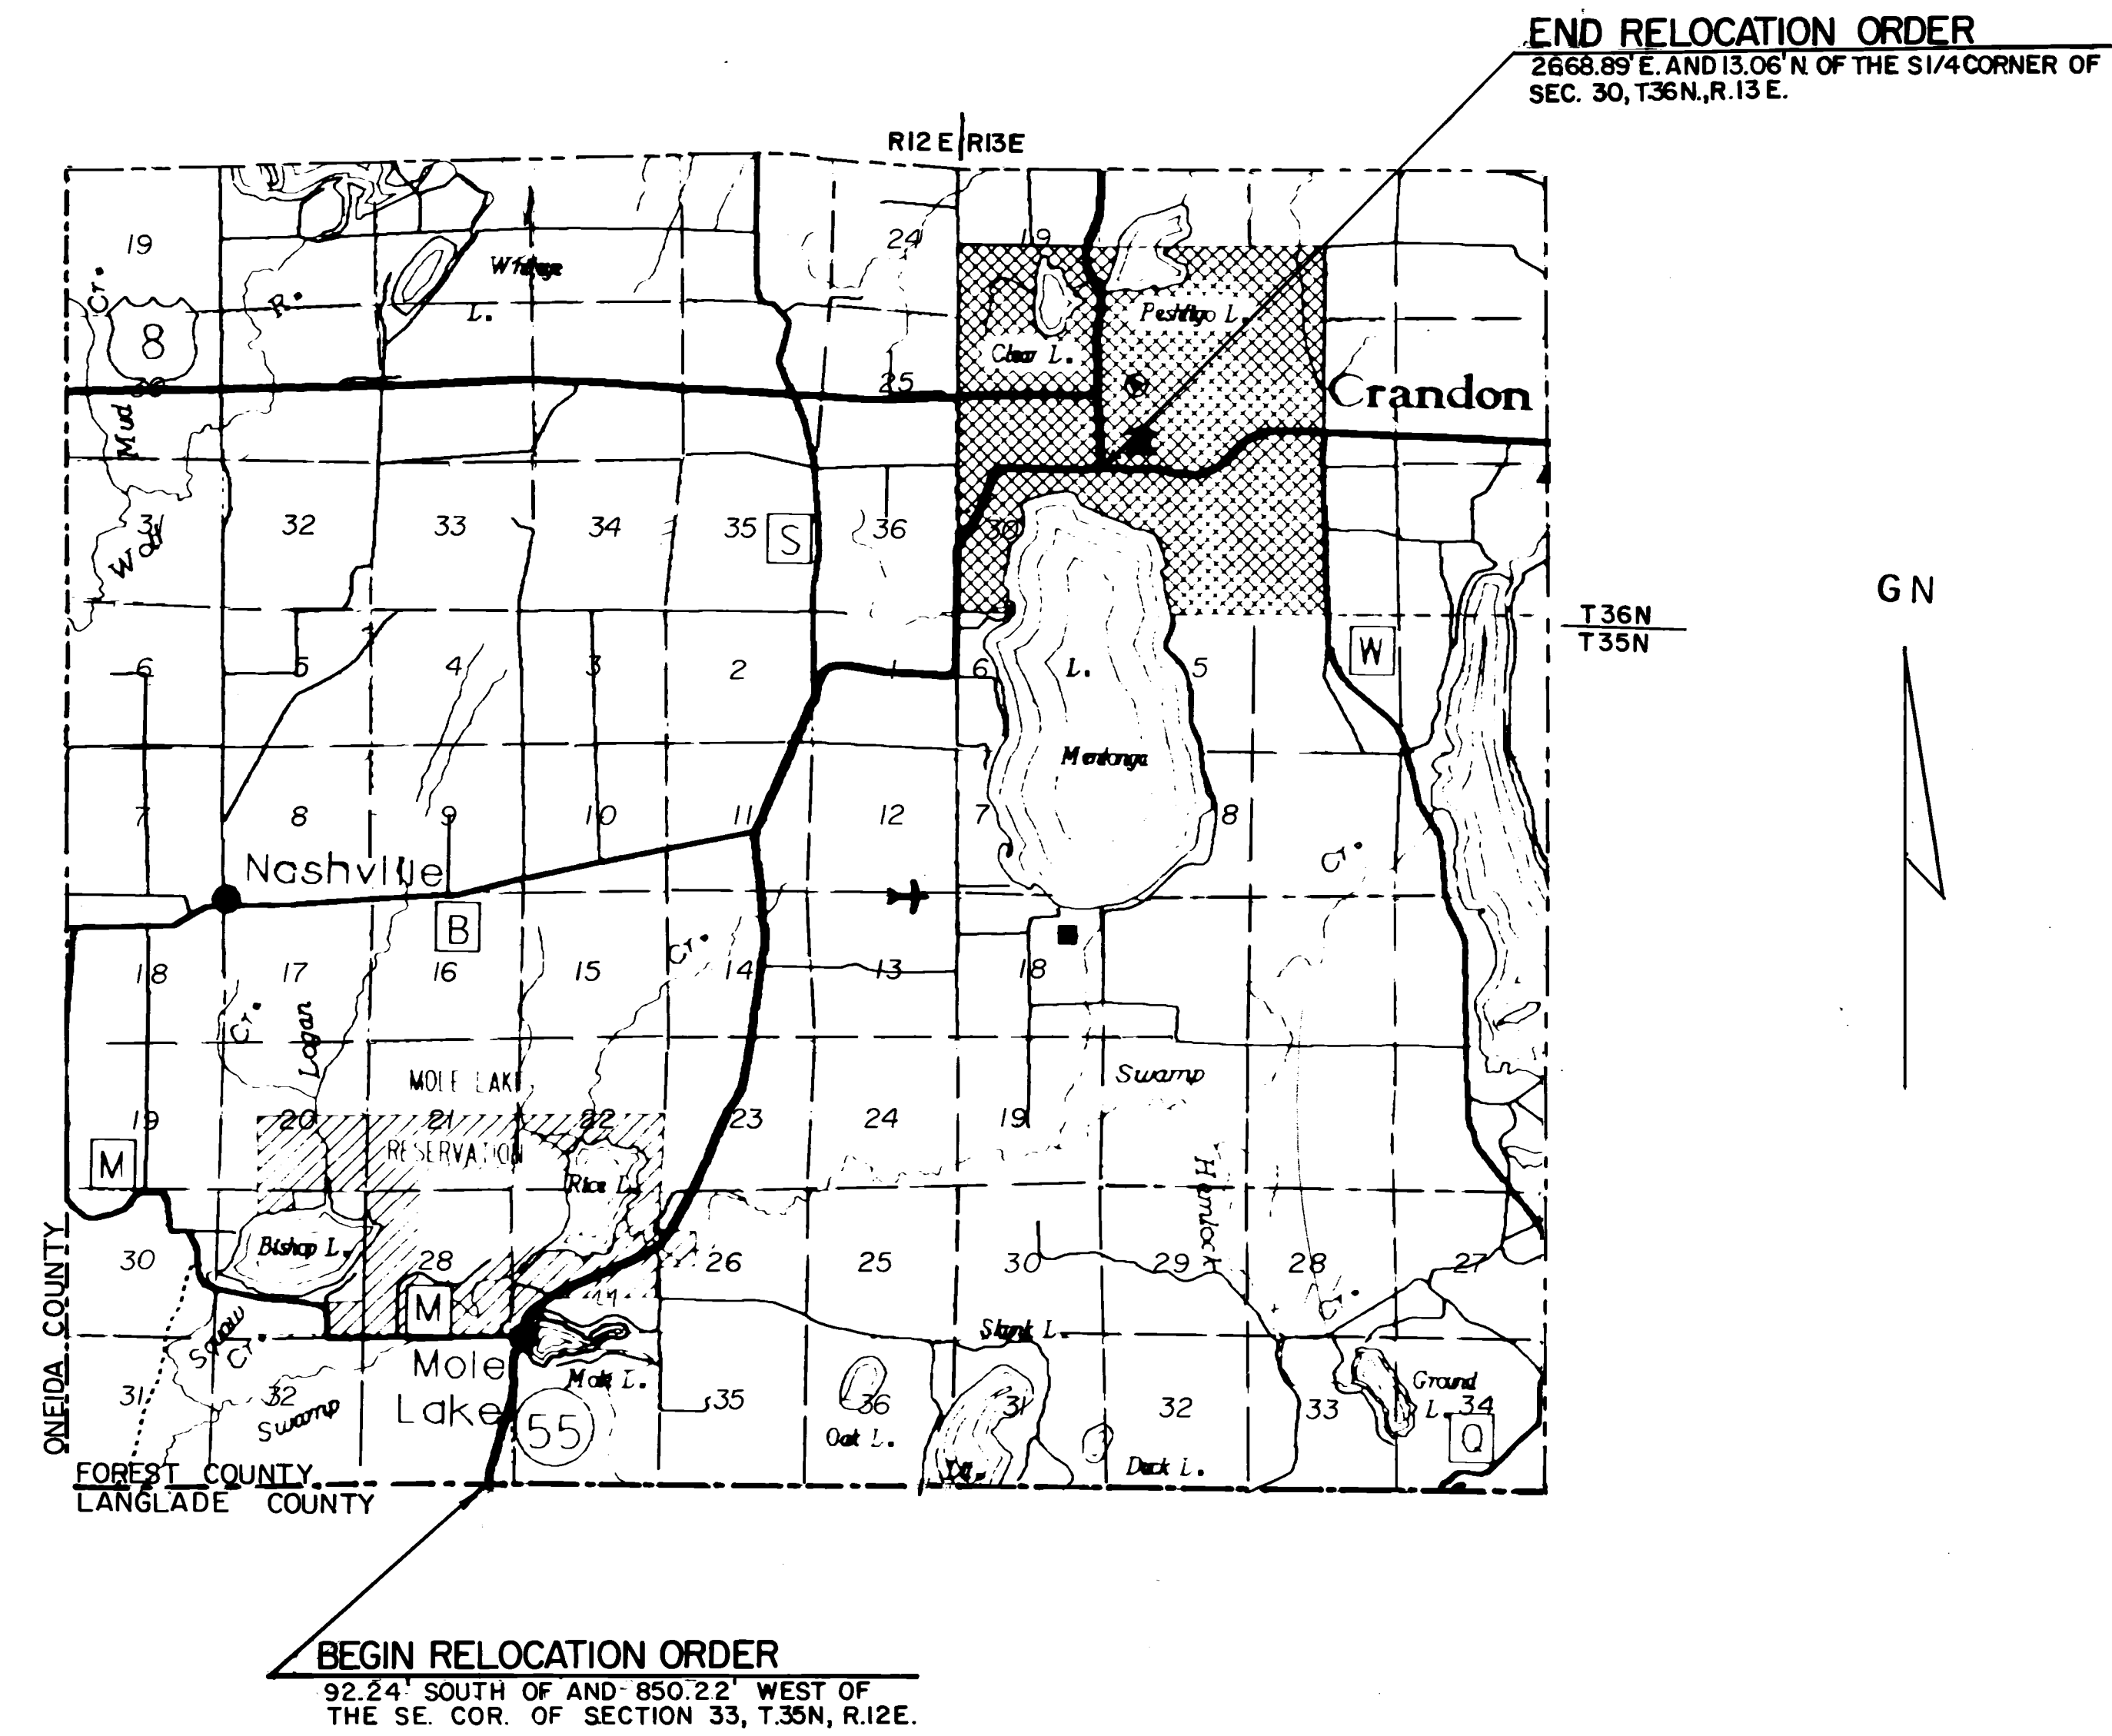 END RELOCATION ORDER
2668.89' E. AND 13.06' N. OF THE S1/4 CORNER OF
SEC. 30, T.36N., R.13 E.
R12E R13E
19
24
19
Cr.
R.
L.
8
Peshtigo L.
Clear L.
25
Crandon
Mud
32
33
34
35
S
36
30
GN
T36N
T35N
W
6
5
4
3
2
1
6
L.
5
Mentonga
7
8
9
10
11
12
7
8
Nashville
Cr.
B
Cr.
18
17
16
15
14
13
18
Cr.
Logan
MOLE LAKE
Swamp
19
20
21
22
23
24
19
M
RESERVATION
Rice L.
Hemlock
ONEIDA COUNTY
30
Bishop L.
28
26
25
30
29
28
27
M
Cr.
Squaw
Cr.
Mole
Lake
Mole L.
Ground
L.
31
32
35
36
31
32
33
34
Swamp
55
Oak L.
Duck L.
Q
FOREST COUNTY
LANGLADE COUNTY
BEGIN RELOCATION ORDER
92.24' SOUTH OF AND 850.22' WEST OF
THE SE. COR. OF SECTION 33, T.35N, R.12E.